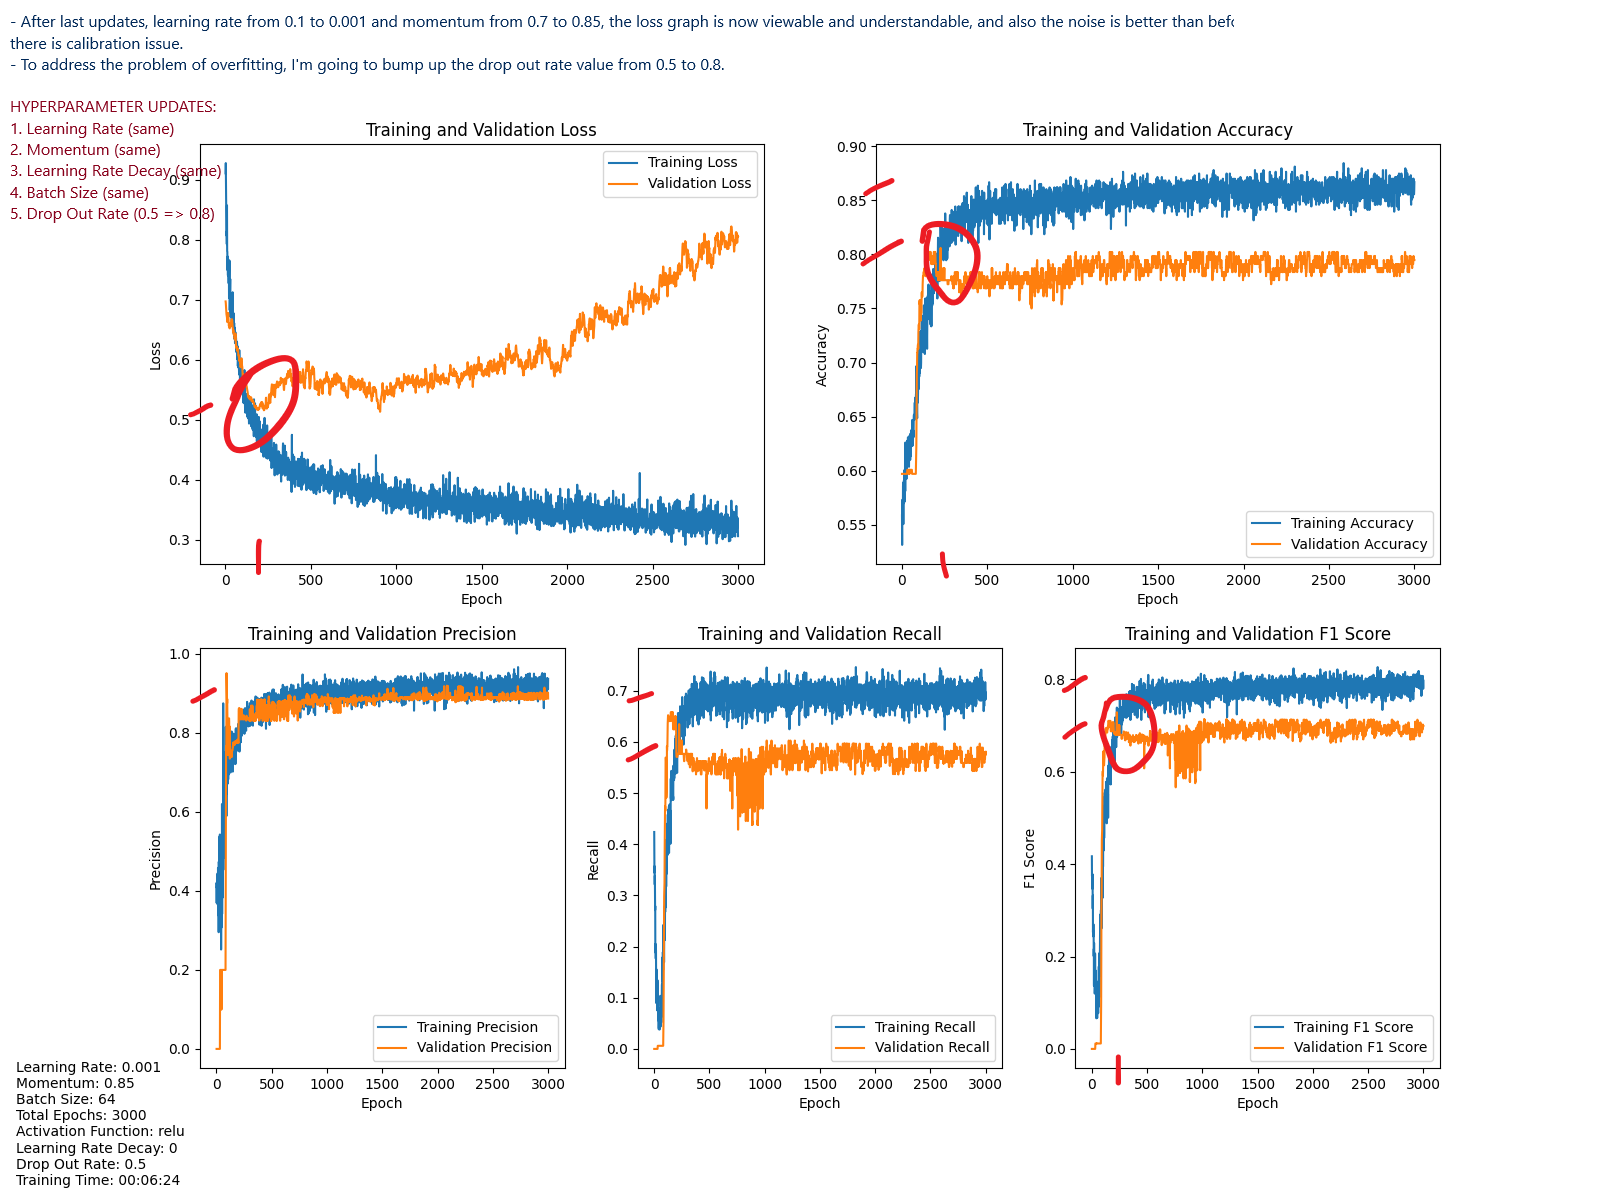 - After last updates, learning rate from 0.1 to 0.001 and momentum from 0.7 to 0.85, the loss graph is now viewable and understandable, and also the noise is better than
there is calibration issue.
- To address the problem of overfitting, I'm going to bump up the drop out rate value from 0.5 to 0.8.
HYPERPARAMETER UPDATES:
1. Learning Rate (same)
2. Momentum (same)
3. Learning Rate Decay (same)
4. Batch Size (same)
5. Drop Out Rate (0.5 => 0.8)
Training and Validation Loss
Training Loss
Validation Loss
0.9
0.8
0.7
0.6
0.5
0.4
0.3
Loss
0 500 1000 1500 2000 2500 3000
Epoch
Training and Validation Accuracy
0.90
0.85
0.80
0.75
0.70
0.65
0.60
0.55
Accuracy
Training Accuracy
Validation Accuracy
0 500 1000 1500 2000 2500 3000
Epoch
Training and Validation Precision
1.0
0.8
0.6
0.4
0.2
0.0
Precision
Training Precision
Validation Precision
0 500 1000 1500 2000 2500 3000
Epoch
Training and Validation Recall
0.7
0.6
0.5
0.4
0.3
0.2
0.1
0.0
Recall
Training Recall
Validation Recall
0 500 1000 1500 2000 2500 3000
Epoch
Training and Validation F1 Score
0.8
0.6
0.4
0.2
0.0
F1 Score
Training F1 Score
Validation F1 Score
0 500 1000 1500 2000 2500 3000
Epoch
Learning Rate: 0.001
Momentum: 0.85
Batch Size: 64
Total Epochs: 3000
Activation Function: relu
Learning Rate Decay: 0
Drop Out Rate: 0.5
Training Time: 00:06:24